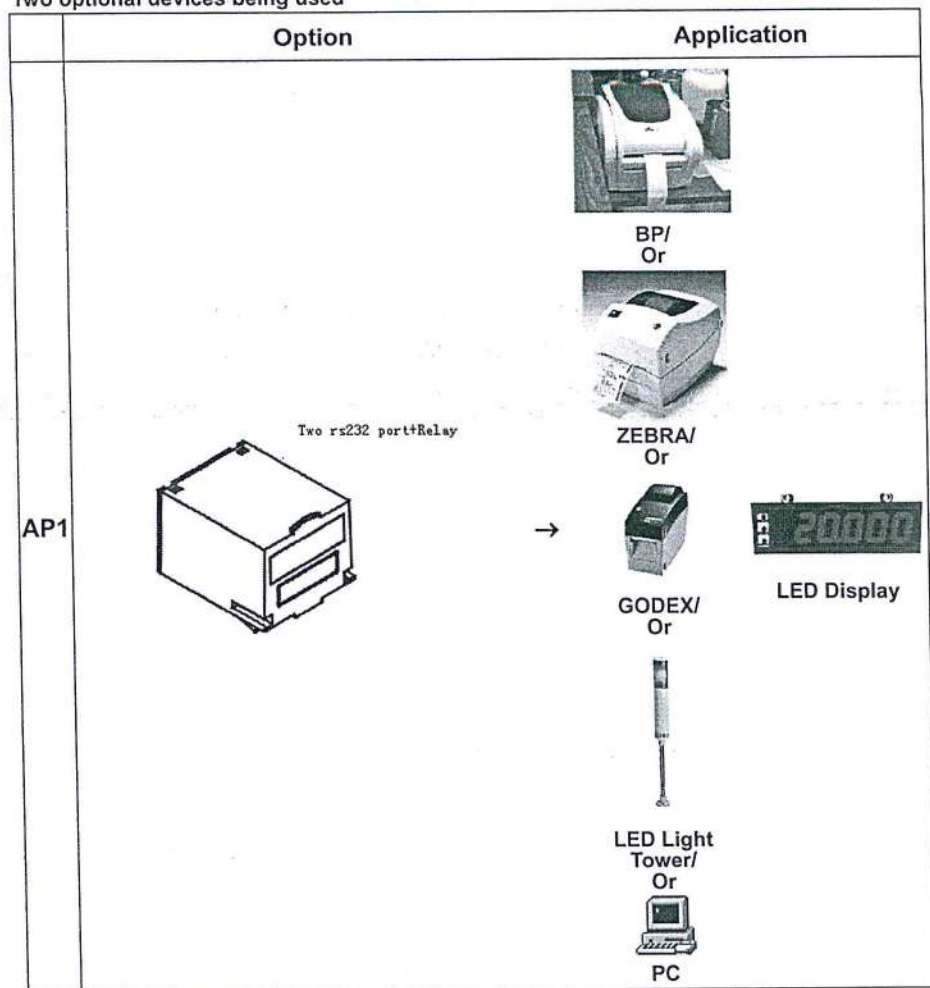 Two optional devices being used
Option
Application
BP/
Or
ZEBRA/
Or
Two rs232 port+Relay
AP1
→
20000
GODEX/
Or
LED Display
LED Light
Tower/
Or
PC